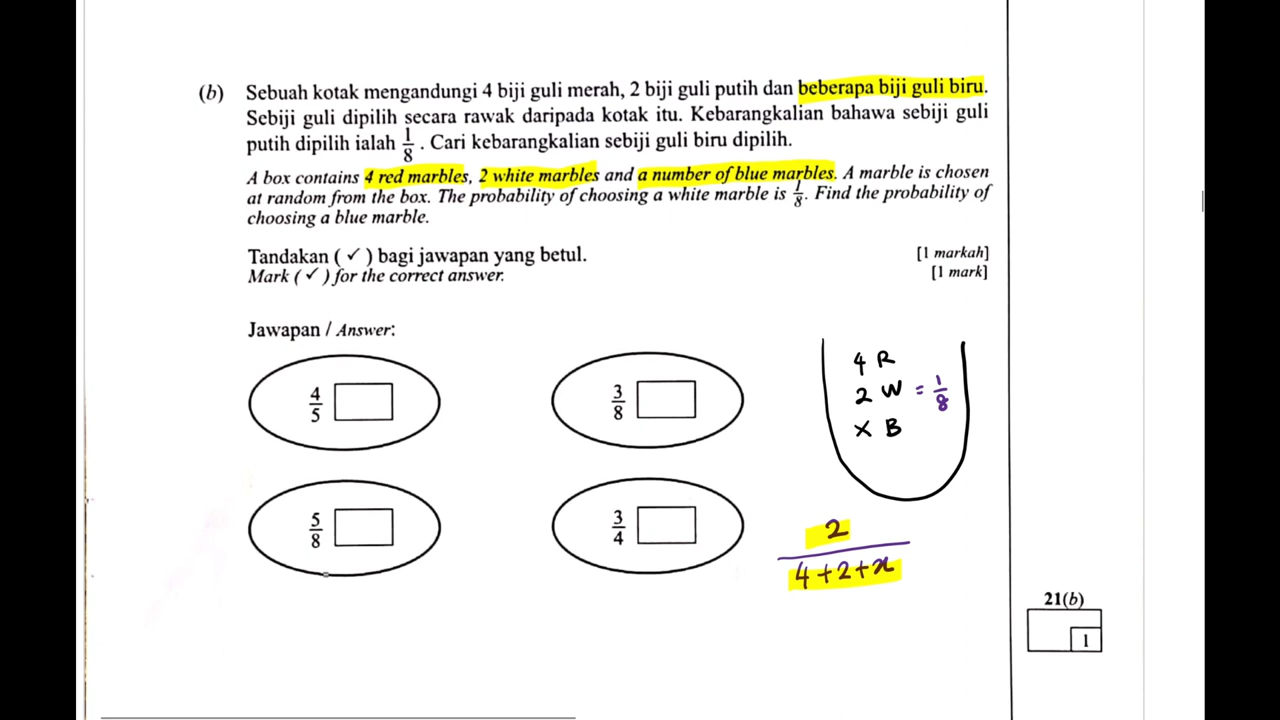 (b) Sebuah kotak mengandungi 4 biji guli merah, 2 biji guli putih dan beberapa biji guli biru.
Sebiji guli dipilih secara rawak daripada kotak itu. Kebarangkalian bahawa sebiji guli
putih dipilih ialah 1/8. Cari kebarangkalian sebiji guli biru dipilih.
A box contains 4 red marbles, 2 white marbles and a number of blue marbles. A marble is chosen
at random from the box. The probability of choosing a white marble is 1/8. Find the probability of
choosing a blue marble.
Tandakan ( ✓ ) bagi jawapan yang betul. [1 markah]
Mark ( ✓ ) for the correct answer. [1 mark]
Jawapan / Answer:
4/5
3/8
5/8
3/4
4 R
2 W = 1/8
x B
2
4+2+x
21(b)
1